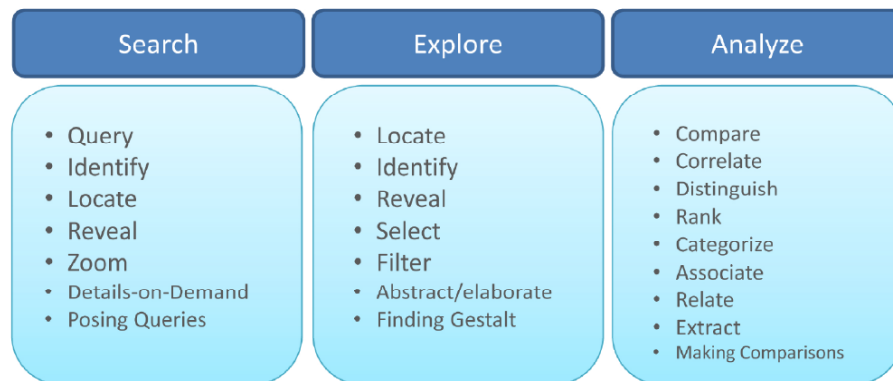 Search
• Query
• Identify
• Locate
• Reveal
• Zoom
• Details-on-Demand
• Posing Queries
Explore
• Locate
• Identify
• Reveal
• Select
• Filter
• Abstract/elaborate
• Finding Gestalt
Analyze
• Compare
• Correlate
• Distinguish
• Rank
• Categorize
• Associate
• Relate
• Extract
• Making Comparisons